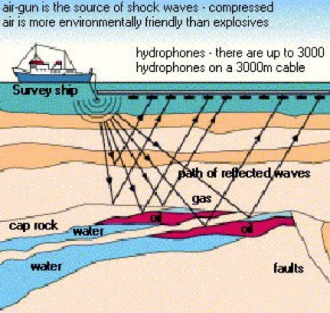 air-gun is the source of shock waves - compressed
air is more environmentally friendly than explosives
hydrophones - there are up to 3000
hydrophones on a 3000m cable
Survey ship
path of reflected waves
gas
oil
cap rock
water
oil
water
faults